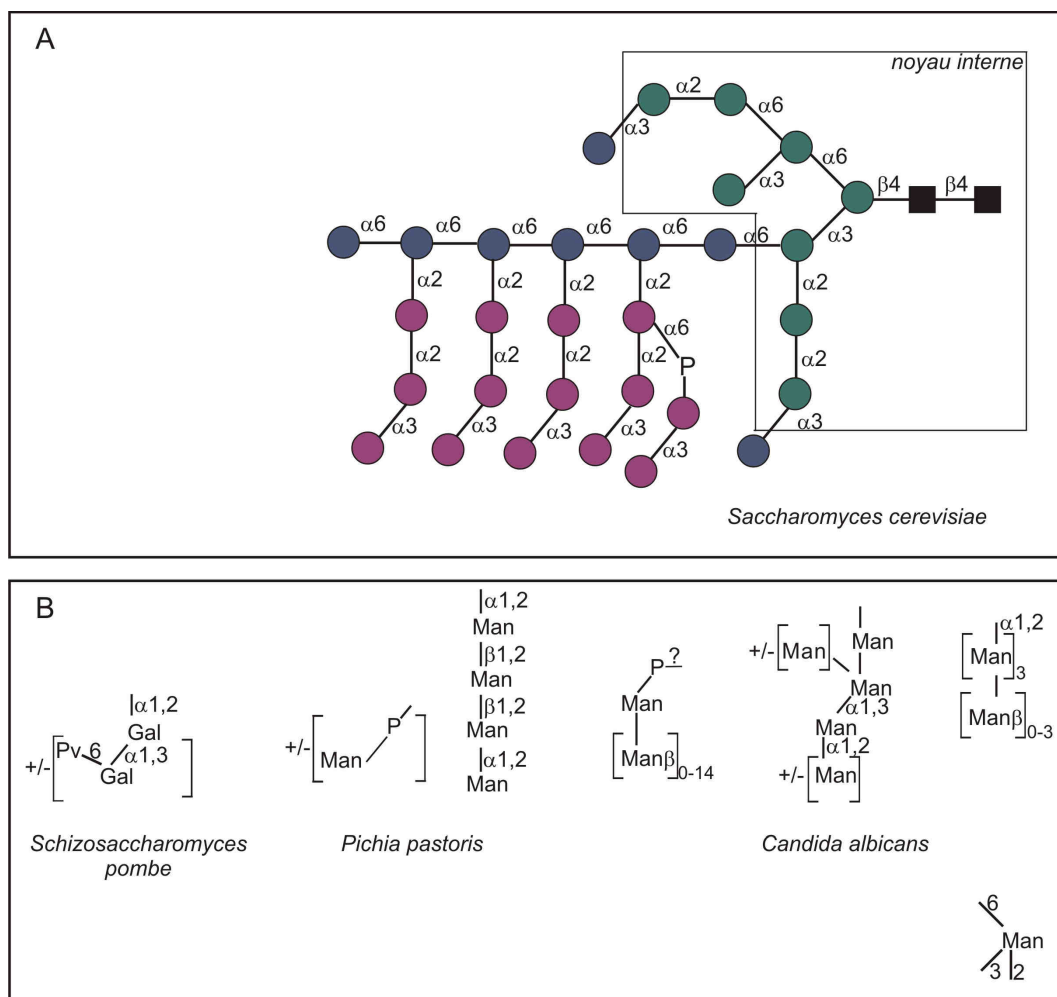 A
noyau interne
α2
α6
α3
α6
α3
β4
β4
α3
α6
α6
α6
α6
α6
α6
α2
α2
α2
α2
α2
α6
P
α2
α2
α2
α2
α2
α3
α3
α3
α3
α3
α3
Saccharomyces cerevisiae
B
α1,2
Gal
+/-
Pv
6
α1,3
Gal
Schizosaccharomyces
pombe
+/-
P
Man
α1,2
Man
β1,2
Man
β1,2
Man
α1,2
Man
Pichia pastoris
P
?
Man
Manβ
0-14
+/-
Man
Man
Man
α1,3
Man
α1,2
+/-
Man
α1,2
Man
3
Manβ
0-3
Candida albicans
6
Man
3
2